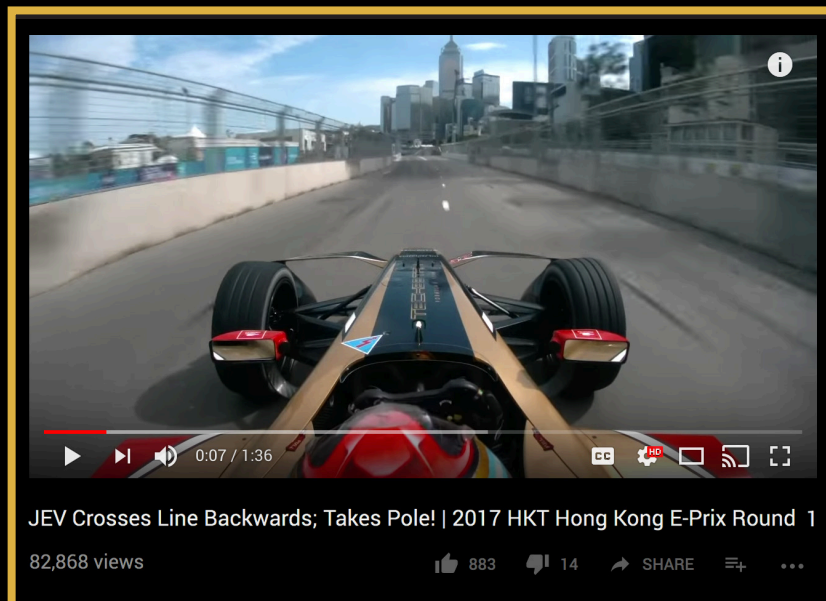 TECHEETAH
0:07 / 1:36
CC
HD
JEV Crosses Line Backwards; Takes Pole! | 2017 HKT Hong Kong E-Prix Round 1
82,868 views
883
14
SHARE